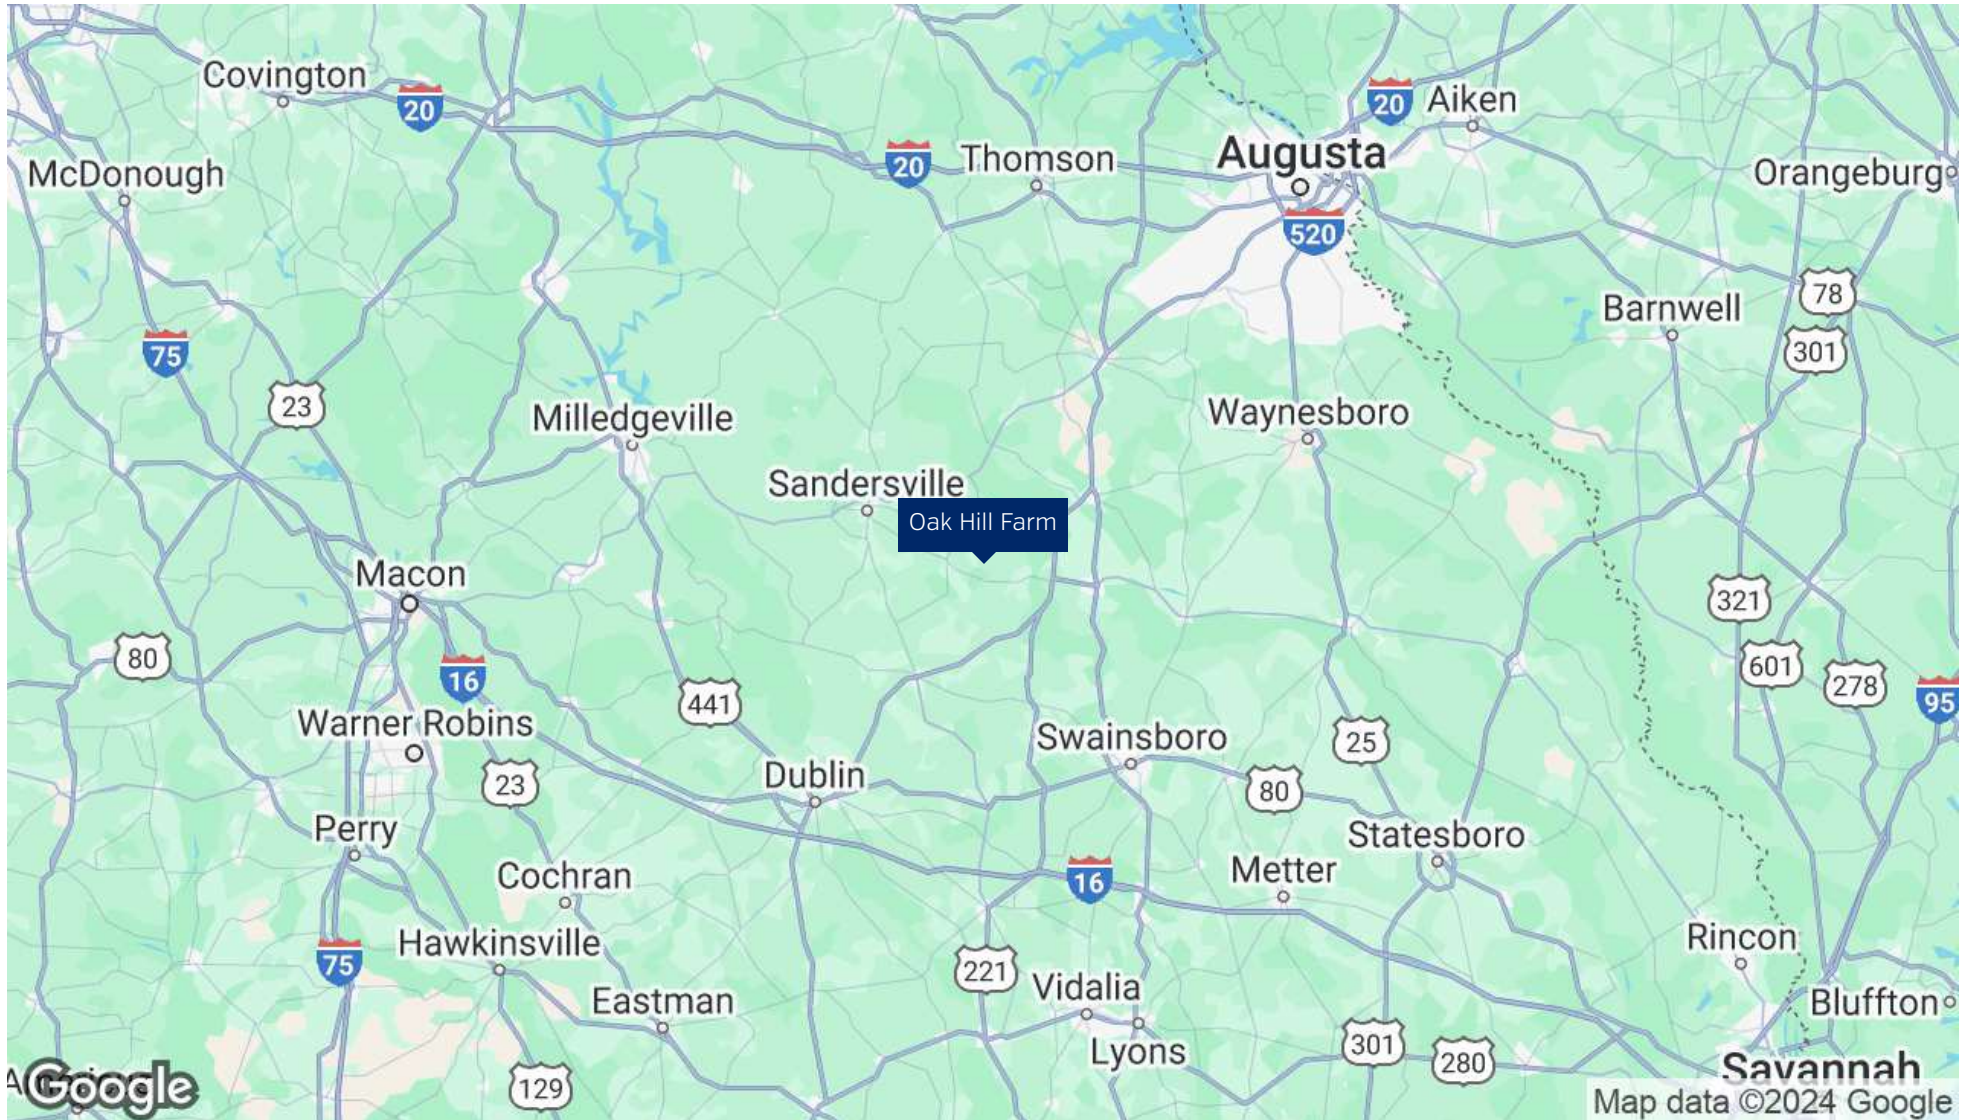 Covington
20
20
Aiken
Thomson
Augusta
McDonough
Orangeburg
520
78
Barnwell
301
75
23
Milledgeville
Waynesboro
Sandersville
Oak Hill Farm
Macon
321
80
16
601
278
95
441
Warner Robins
Swainsboro
25
23
Dublin
80
Perry
Statesboro
Cochran
16
Metter
Hawkinsville
Rincon
75
221
Vidalia
Eastman
Bluffton
Lyons
301
280
Savannah
129
Google
Map data ©2024 Google
20